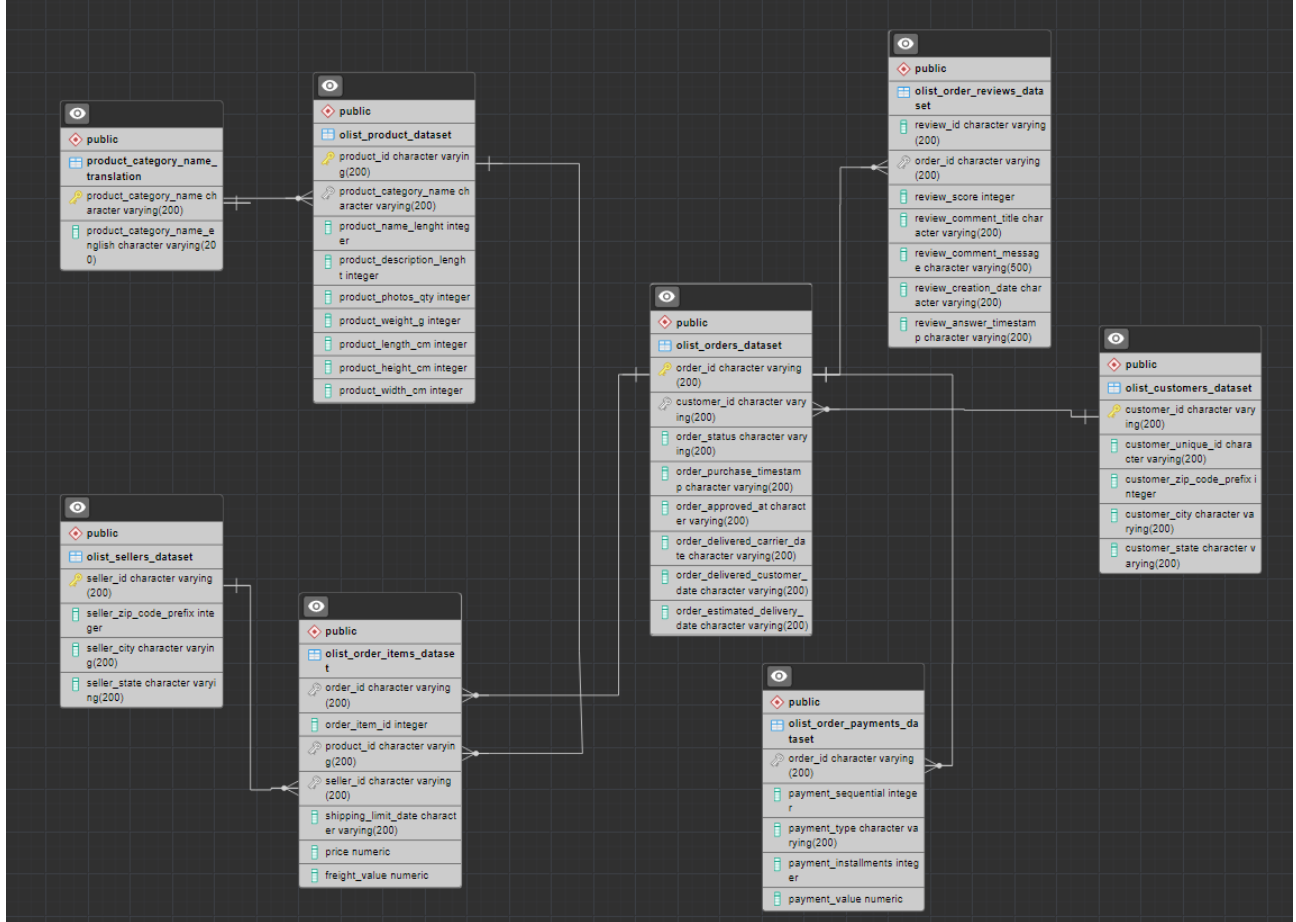 public
product_category_name_
translation
product_category_name ch
aracter varying(200)
product_category_name_e
nglish character varying(20
0)
public
olist_product_dataset
product_id character varyin
g(200)
product_category_name ch
aracter varying(200)
product_name_lenght integ
er
product_description_lengh
t integer
product_photos_qty integer
product_weight_g integer
product_length_cm integer
product_height_cm integer
product_width_cm integer
public
olist_order_reviews_data
set
review_id character varying
(200)
order_id character varying
(200)
review_score integer
review_comment_title char
acter varying(200)
review_comment_messag
e character varying(500)
review_creation_date char
acter varying(200)
review_answer_timestam
p character varying(200)
public
olist_orders_dataset
order_id character varying
(200)
customer_id character vary
ing(200)
order_status character vary
ing(200)
order_purchase_timestam
p character varying(200)
order_approved_at charact
er varying(200)
order_delivered_carrier_da
te character varying(200)
order_delivered_customer_
date character varying(200)
order_estimated_delivery_
date character varying(200)
public
olist_customers_dataset
customer_id character vary
ing(200)
customer_unique_id chara
cter varying(200)
customer_zip_code_prefix i
nteger
customer_city character va
rying(200)
customer_state character v
arying(200)
public
olist_sellers_dataset
seller_id character varying
(200)
seller_zip_code_prefix inte
ger
seller_city character varyin
g(200)
seller_state character varyi
ng(200)
public
olist_order_items_datase
t
order_id character varying
(200)
order_item_id integer
product_id character varyin
g(200)
seller_id character varying
(200)
shipping_limit_date charact
er varying(200)
price numeric
freight_value numeric
public
olist_order_payments_da
taset
order_id character varying
(200)
payment_sequential intege
r
payment_type character va
rying(200)
payment_installments integ
er
payment_value numeric